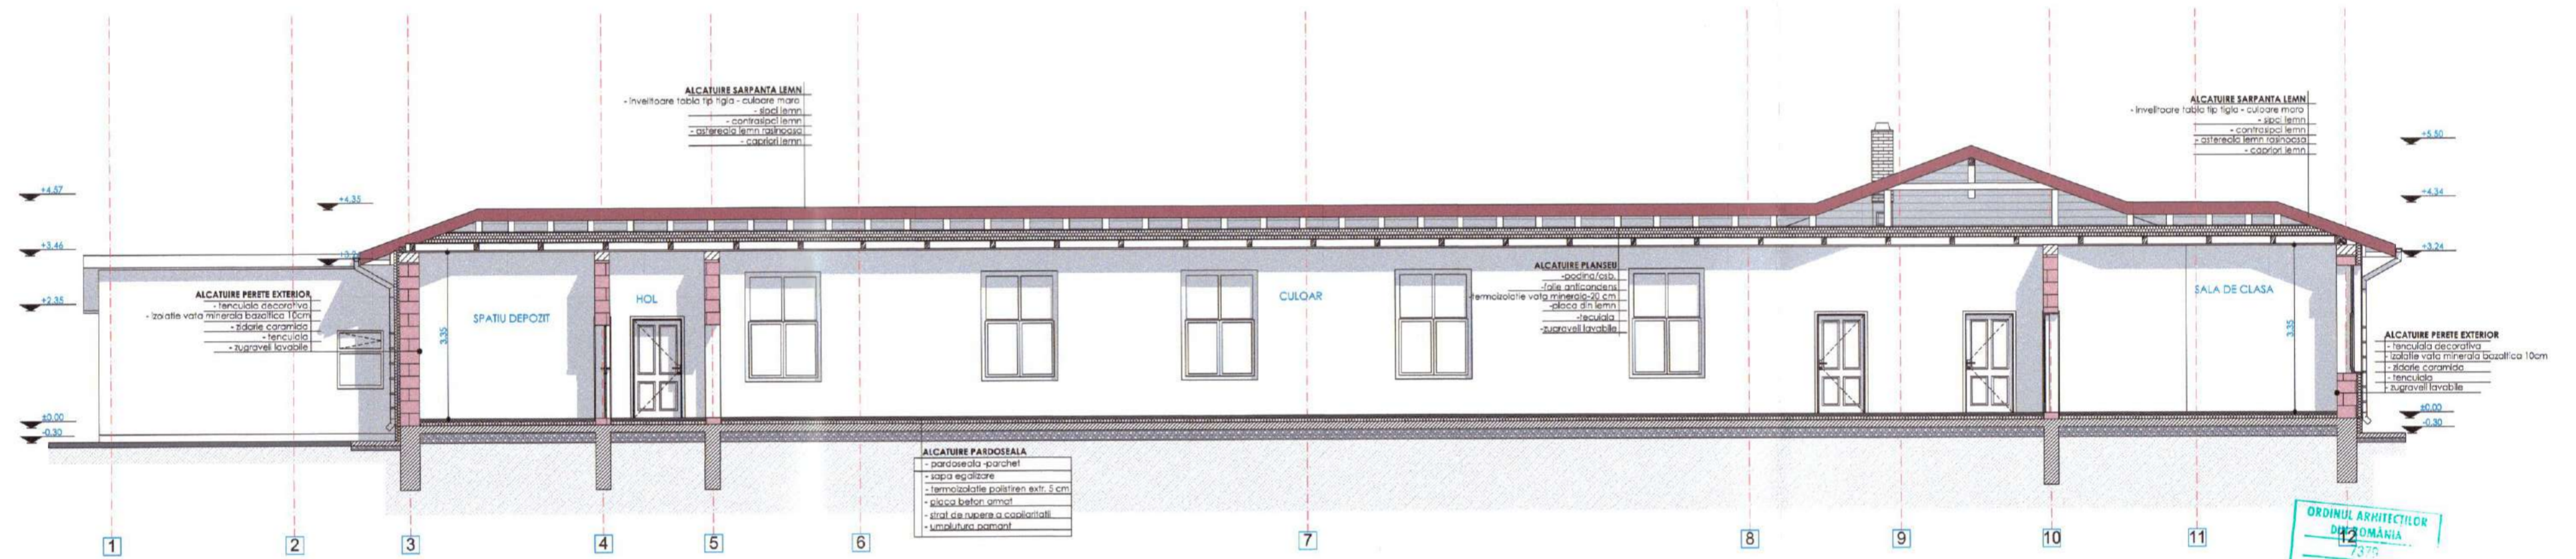 ALCATUIRE SARPANTA LEMN
- invelitoare tabla tip tigla - culoare maro
- sipci lemn
- contrasipci lemn
- astereala lemn rasinoasa
- capriori lemn
ALCATUIRE SARPANTA LEMN
- invelitoare tabla tip tigla - culoare maro
- sipci lemn
- contrasipci lemn
- astereala lemn rasinoasa
- capriori lemn
+4.57
+4.35
+3.46
+2.35
±0.00
-0.30
+5.50
+4.34
+3.24
±0.00
-0.30
ALCATUIRE PERETE EXTERIOR
- tencuiala decorativa
- izolatie vata minerala bazaltica 10cm
- zidarie caramida
- tencuiala
- zugraveli lavabile
SPATIU DEPOZIT
3.35
HOL
CULOAR
ALCATUIRE PLANSEU
-podina/osb
-folie anticondens
-termoizolatie vata minerala-20 cm
-placa din lemn
-tecuiala
-zugraveli lavabile
SALA DE CLASA
3.35
ALCATUIRE PERETE EXTERIOR
- tencuiala decorativa
- izolatie vata minerala bazaltica 10cm
- zidarie caramida
- tencuiala
- zugraveli lavabile
ALCATUIRE PARDOSEALA
- pardoseala -parchet
- sapa egalizare
- termoizolatie polistiren extr. 5 cm
- placa beton armat
- strat de rupere a capilaritatii
- umplutura pamant
1 2 3 4 5 6 7 8 9 10 11 12
ORDINUL ARHITECTILOR
DIN ROMÂNIA